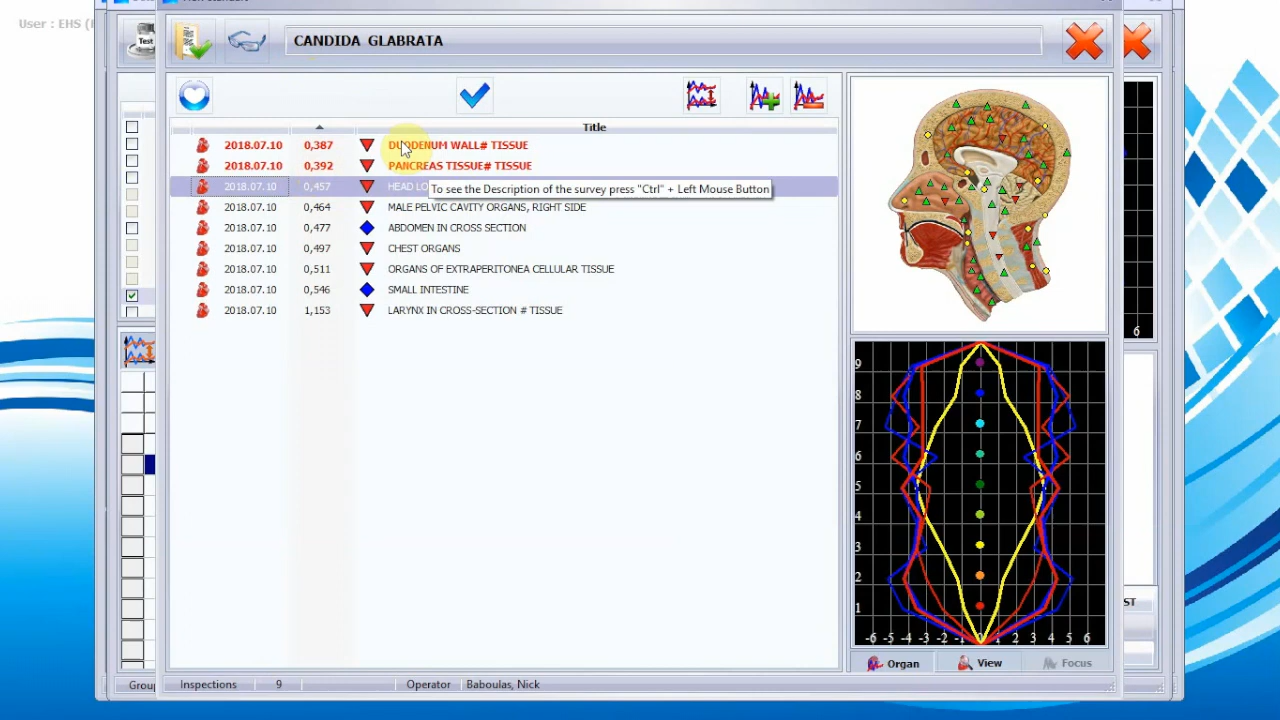 User : EHS (
Test
CANDIDA GLABRATA
Title
2018.07.10 0,387 DUODENUM WALL# TISSUE
2018.07.10 0,392 PANCREAS TISSUE# TISSUE
2018.07.10 0,457 HEAD
To see the Description of the survey press "Ctrl" + Left Mouse Button
2018.07.10 0,464 MALE PELVIC CAVITY ORGANS, RIGHT SIDE
2018.07.10 0,477 ABDOMEN IN CROSS SECTION
2018.07.10 0,497 CHEST ORGANS
2018.07.10 0,511 ORGANS OF EXTRAPERITONEA CELLULAR TISSUE
2018.07.10 0,546 SMALL INTESTINE
2018.07.10 1,153 LARYNX IN CROSS-SECTION # TISSUE
6
9
8
7
6
5
4
3
2
1
-6 -5 -4 -3 -2 -1 0 1 2 3 4 5 6
ST
Organ View Focus
Group Inspections 9 Operator Baboulas, Nick